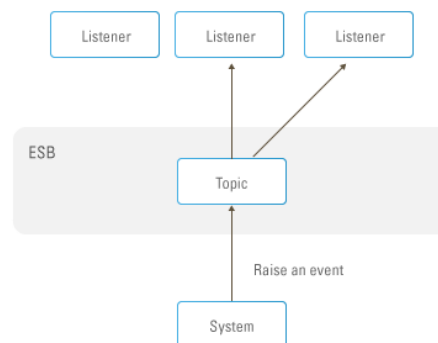 Listener
Listener
Listener
ESB
Topic
Raise an event
System